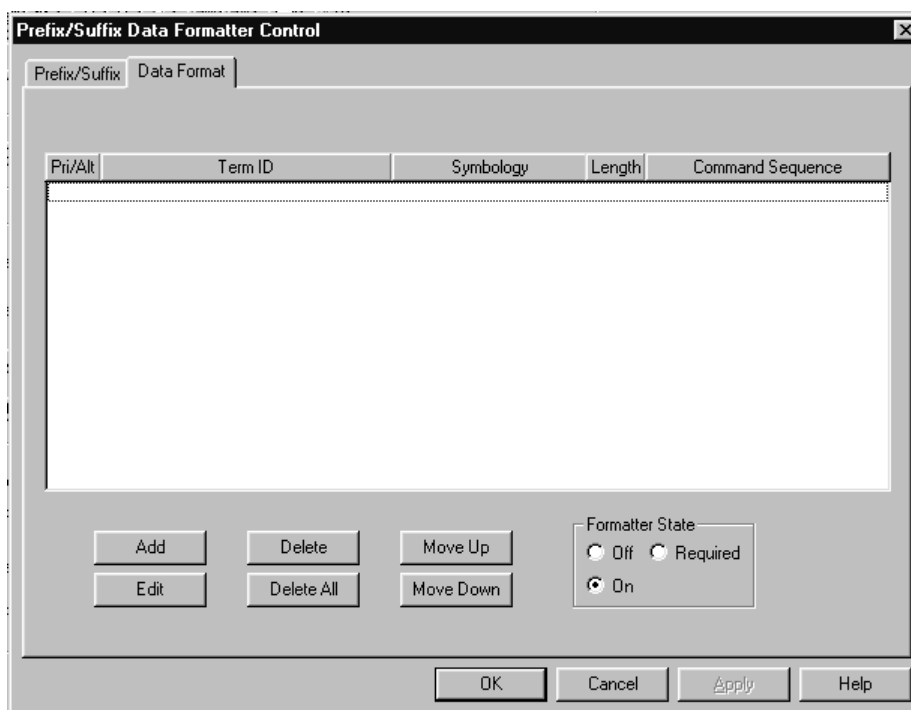 Prefix/Suffix Data Formatter Control
Prefix/Suffix Data Format
Pri/Alt Term ID Symbology Length Command Sequence
Formatter State
Add Delete Move Up Off Required
Edit Delete All Move Down On
OK Cancel Apply Help